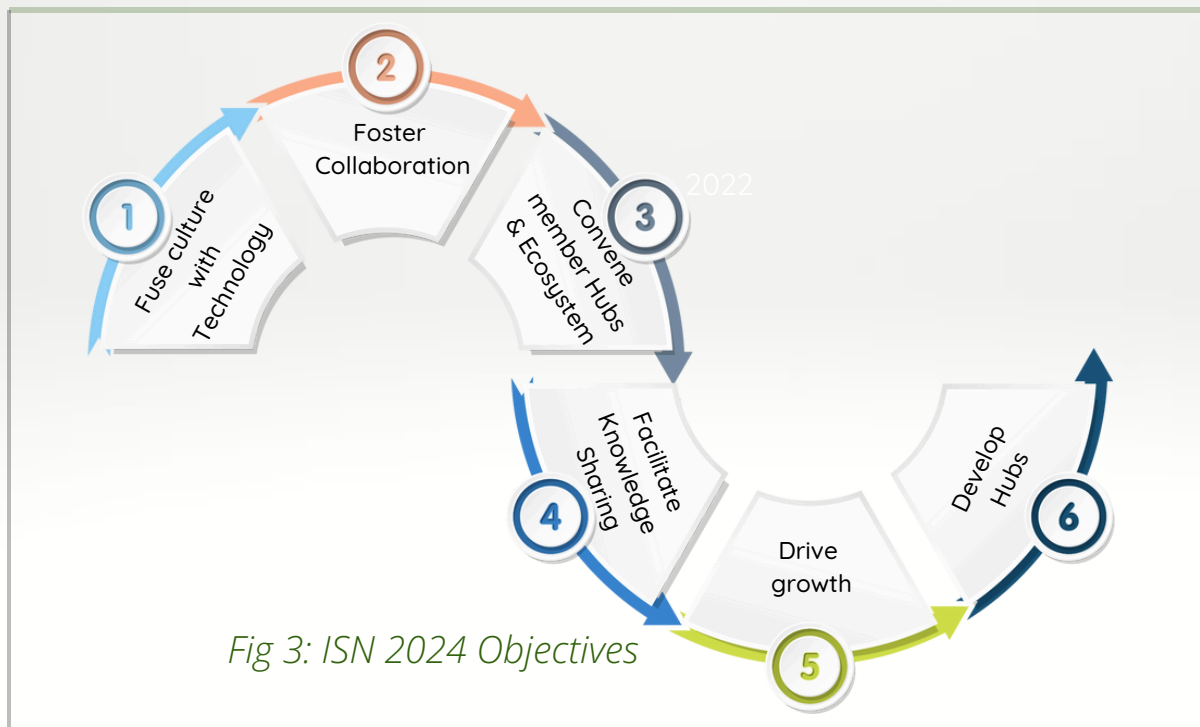 1
Fuse culture
with
Technology
2
Foster
Collaboration
3
2022
Convene
member Hubs
& Ecosystem
4
Facilitate
Knowledge
Sharing
5
Drive
growth
6
Develop
Hubs
Fig 3: ISN 2024 Objectives